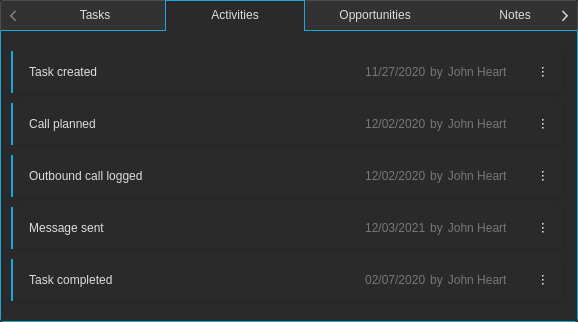 Tasks Activities Opportunities Notes
Task created 11/27/2020 by John Heart
Call planned 12/02/2020 by John Heart
Outbound call logged 12/02/2020 by John Heart
Message sent 12/03/2021 by John Heart
Task completed 02/07/2020 by John Heart